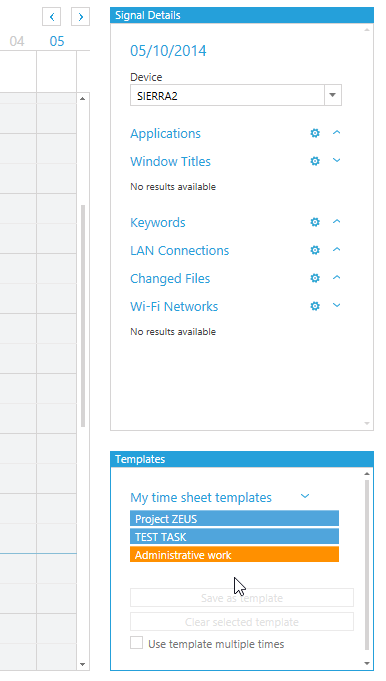 04 05
Signal Details
05/10/2014
Device
SIERRA2
Applications
Window Titles
No results available
Keywords
LAN Connections
Changed Files
Wi-Fi Networks
No results available
Templates
My time sheet templates
Project ZEUS
TEST TASK
Administrative work
Save as template
Clear selected template
Use template multiple times